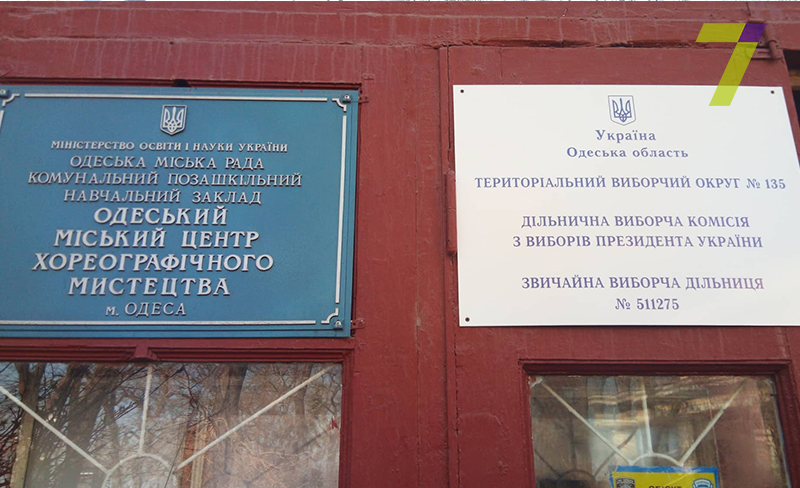 МІНІСТЕРСТВО ОСВІТИ І НАУКИ УКРАЇНИ
ОДЕСЬКА МІСЬКА РАДА
КОМУНАЛЬНИЙ ПОЗАШКІЛЬНИЙ
НАВЧАЛЬНИЙ ЗАКЛАД
ОДЕСЬКИЙ
МІСЬКИЙ ЦЕНТР
ХОРЕОГРАФІЧНОГО
МИСТЕЦТВА
м. ОДЕСА
Україна
Одеська область
ТЕРИТОРІАЛЬНИЙ ВИБОРЧИЙ ОКРУГ № 135
ДІЛЬНИЧНА ВИБОРЧА КОМІСІЯ
З ВИБОРІВ ПРЕЗИДЕНТА УКРАЇНИ
ЗВИЧАЙНА ВИБОРЧА ДІЛЬНИЦЯ
№ 511275
7